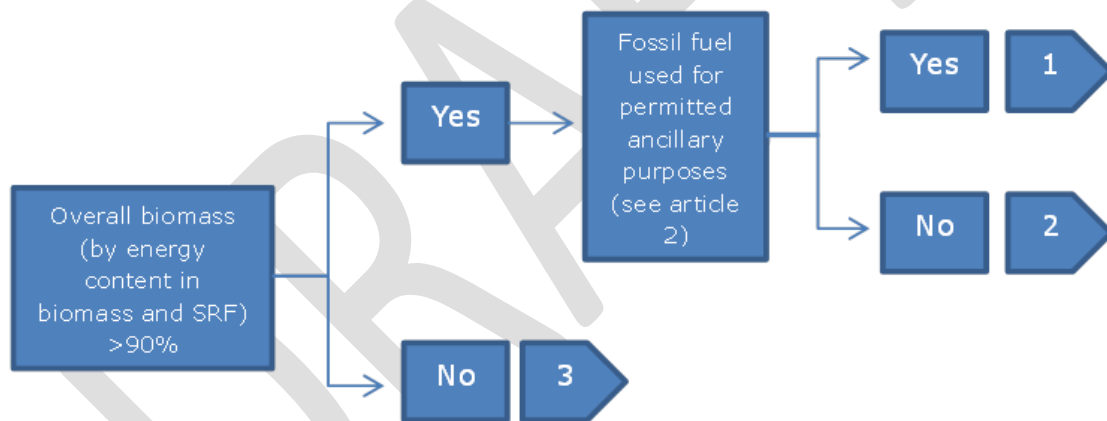 Overall biomass
(by energy
content in
biomass and SRF)
>90%
Yes
Fossil fuel
used for
permitted
ancillary
purposes
(see article
2)
Yes
1
No
2
No
3